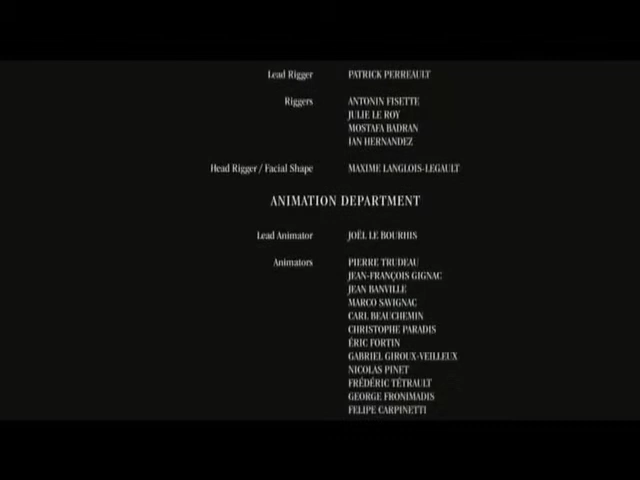 Lead Rigger PATRICK PERREAULT
Riggers ANTONIN FISETTE
JULIE LE ROY
MOSTAFA BADRAN
IAN HERNANDEZ
Head Rigger / Facial Shape MAXIME LANGLOIS-LEGAULT
ANIMATION DEPARTMENT
Lead Animator JOËL LE BOURHIS
Animators PIERRE TRUDEAU
JEAN-FRANÇOIS GIGNAC
JEAN BANVILLE
MARCO SAVIGNAC
CARL BEAUCHEMIN
CHRISTOPHE PARADIS
ÉRIC FORTIN
GABRIEL GIROUX-VEILLEUX
NICOLAS PINET
FRÉDÉRIC TÉTRAULT
GEORGE FRONIMADIS
FELIPE CARPINETTI